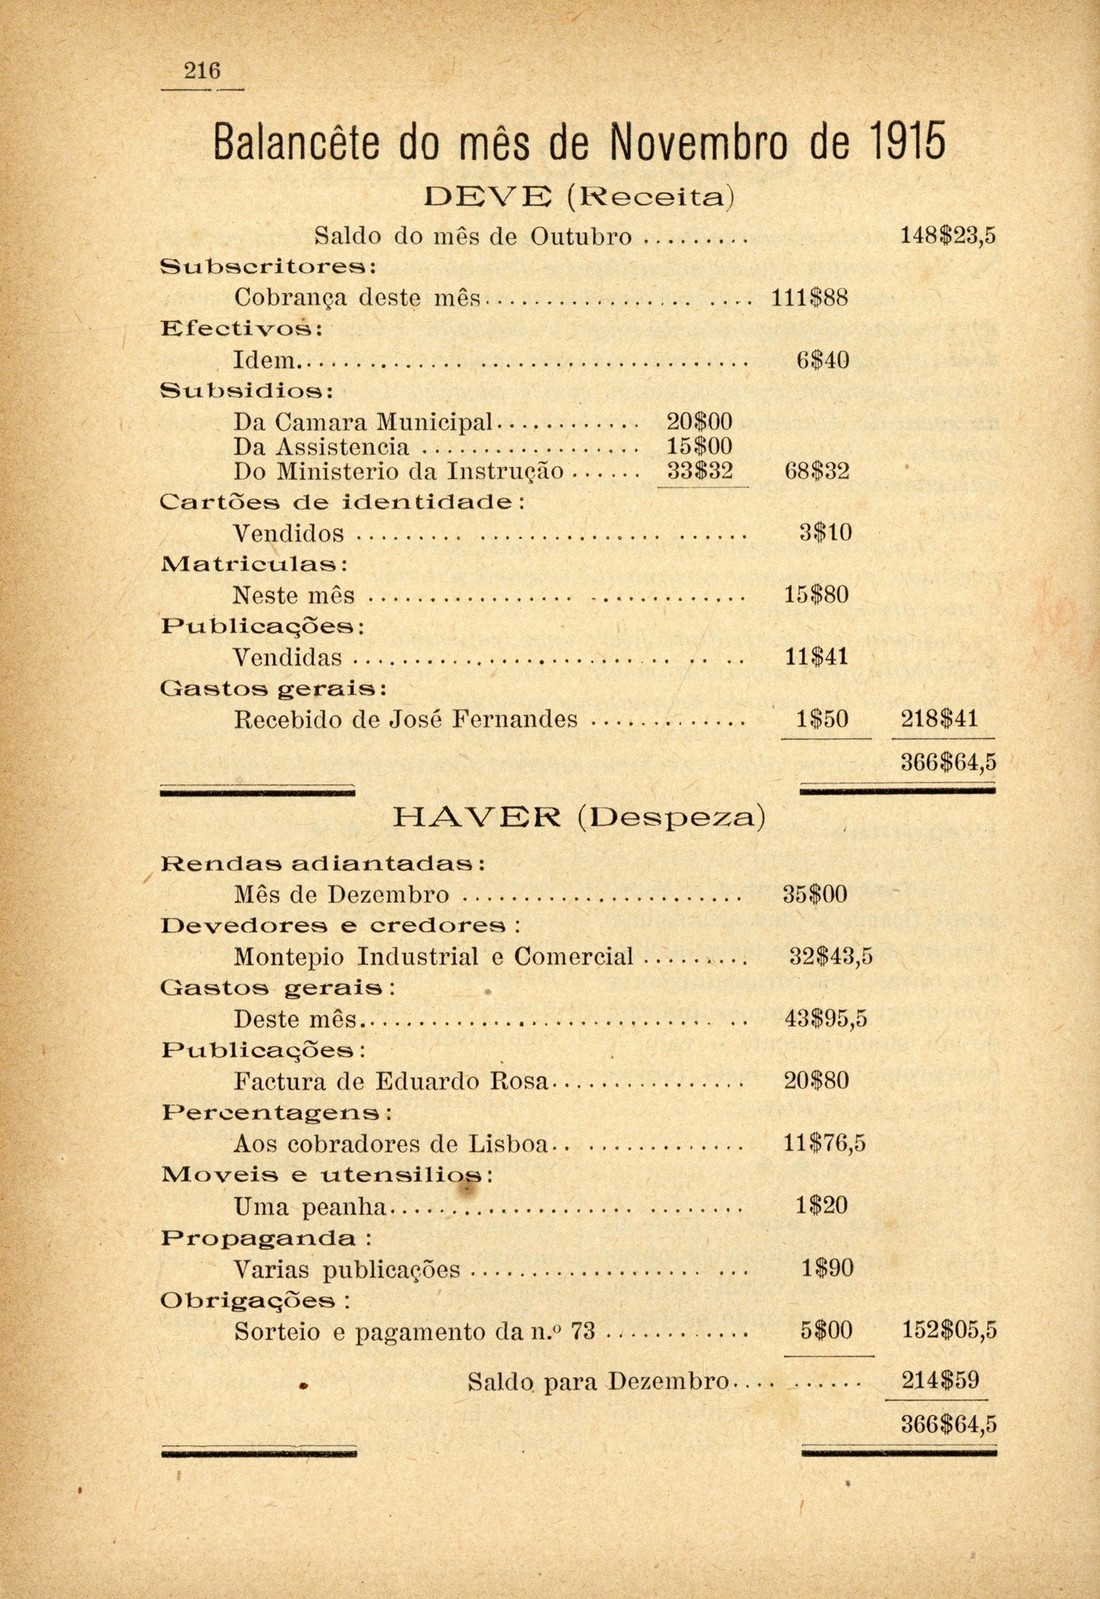 216
Balancête do mês de Novembro de 1915
DEVE (Receita)
Saldo do mês de Outubro ......... 148$23,5
Subscritores:
Cobrança deste mês...................... 111$88
Efectivos:
Idem..................................... 6$40
Subsidios:
Da Camara Municipal............ 20$00
Da Assistencia .................. 15$00
Do Ministerio da Instrução ...... 33$32 68$32
Cartões de identidade:
Vendidos ................................ 3$10
Matriculas:
Neste mês ............................... 15$80
Publicações:
Vendidas ............................... 11$41
Gastos gerais:
Recebido de José Fernandes ............. 1$50 218$41
366$64,5
HAVER (Despeza)
Rendas adiantadas:
Mês de Dezembro ....................... 35$00
Devedores e credores :
Montepio Industrial e Comercial ......... 32$43,5
Gastos gerais:
Deste mês............................... 43$95,5
Publicações:
Factura de Eduardo Rosa................ 20$80
Percentagens:
Aos cobradores de Lisboa............... 11$76,5
Moveis e utensilios:
Uma peanha............................ 1$20
Propaganda :
Varias publicações ...................... 1$90
Obrigações :
Sorteio e pagamento da n.º 73 ............ 5$00 152$05,5
Saldo para Dezembro.......... 214$59
366$64,5